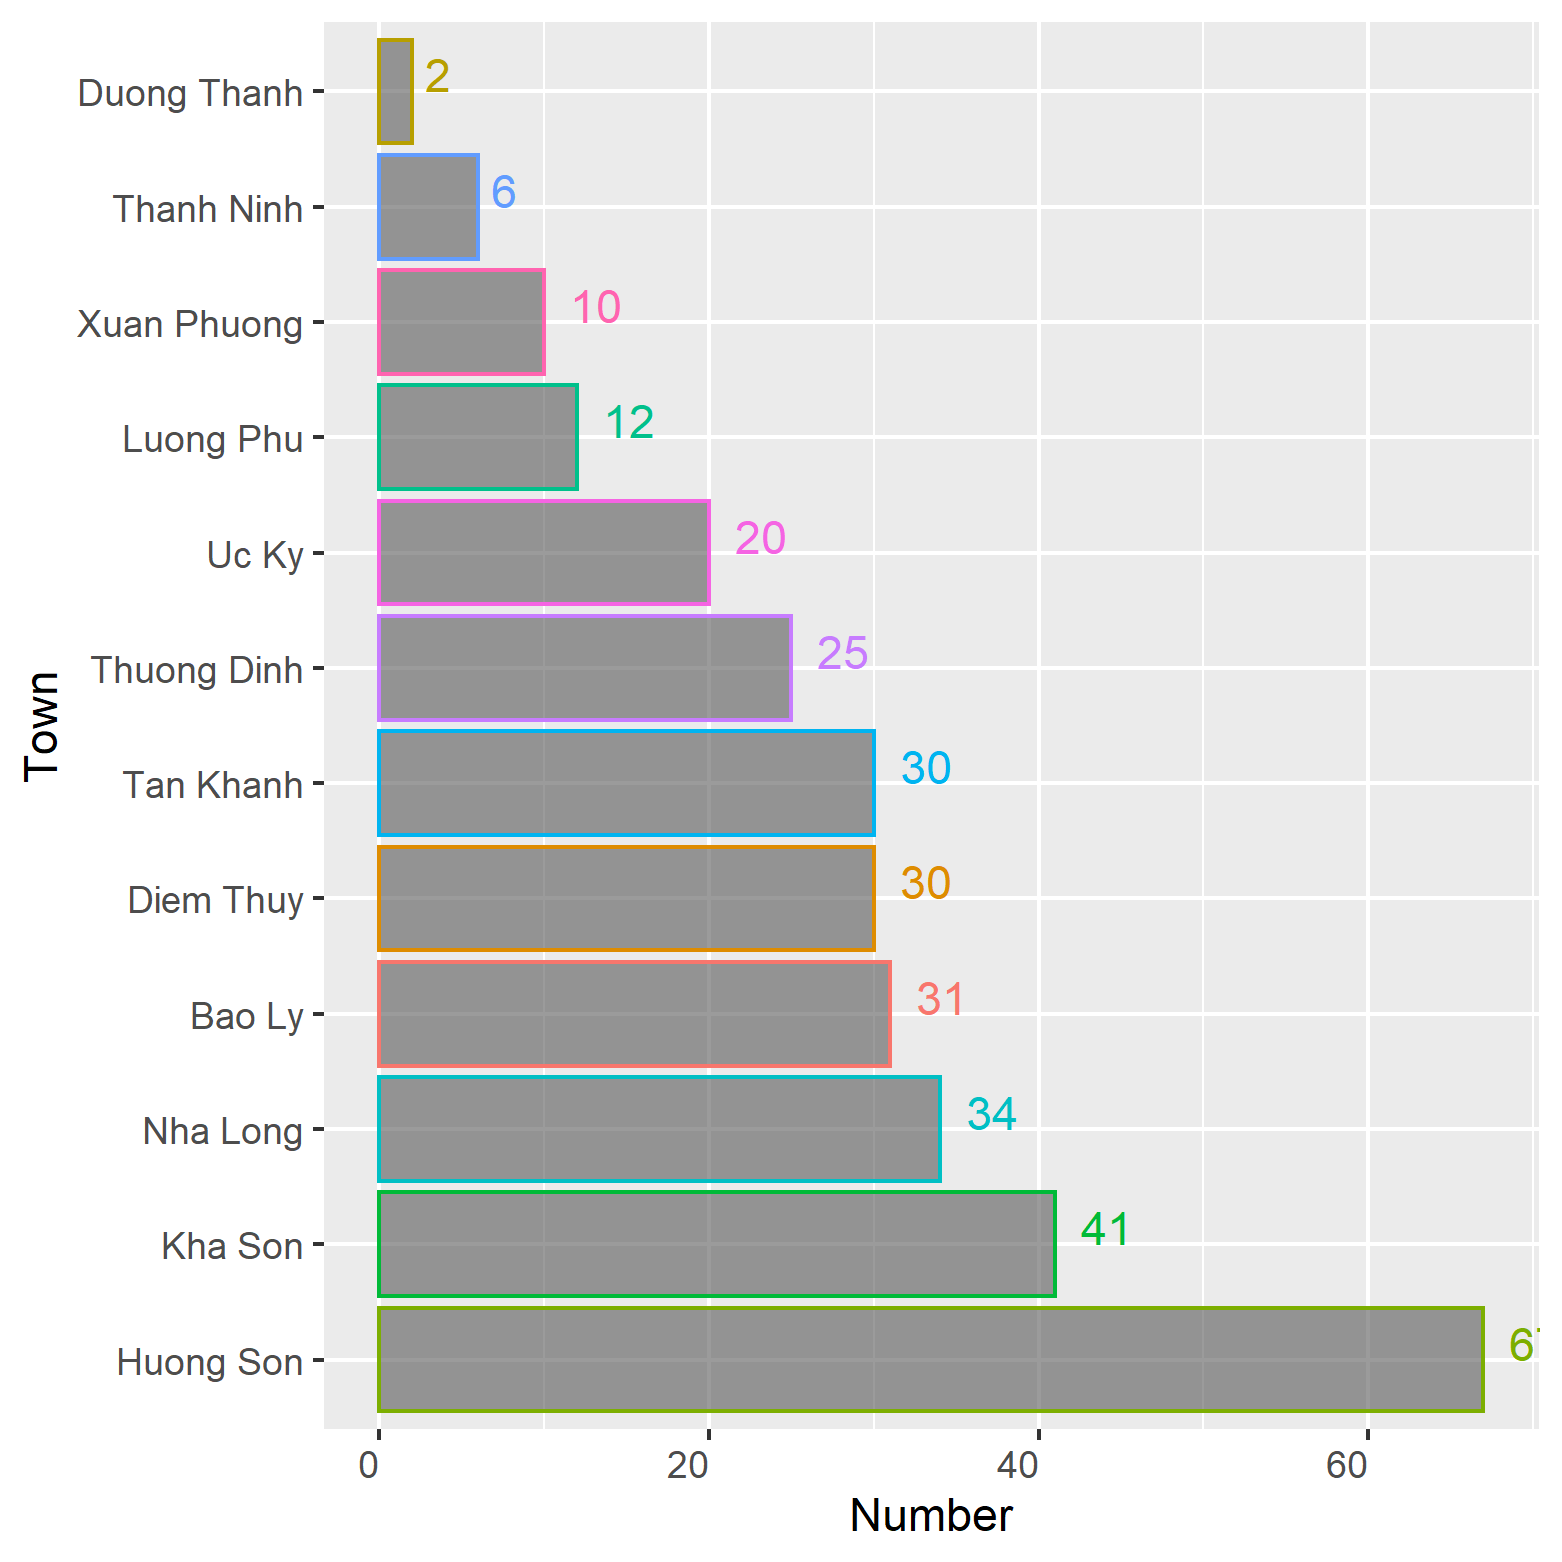 Duong Thanh 2
Thanh Ninh 6
Xuan Phuong 10
Luong Phu 12
Uc Ky 20
Thuong Dinh 25
Tan Khanh 30
Diem Thuy 30
Bao Ly 31
Nha Long 34
Kha Son 41
Huong Son
0 20 40 60
Number
Town